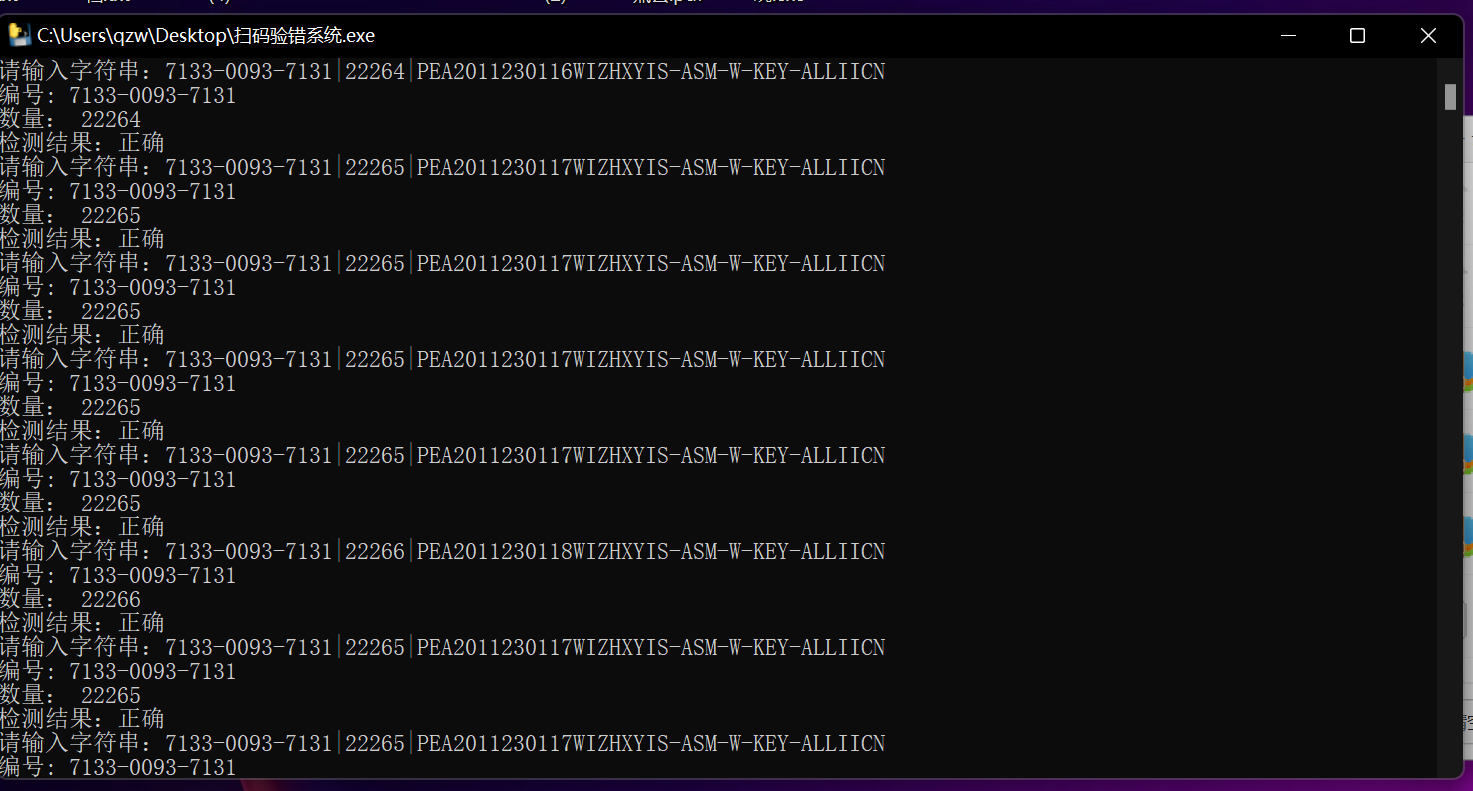 C:\Users\qzw\Desktop\扫码验错系统.exe
请输入字符串：7133-0093-7131|22264|PEA2011230116WIZHXYIS-ASM-W-KEY-ALLIICN
编号：7133-0093-7131
数量： 22264
检测结果：正确
请输入字符串：7133-0093-7131|22265|PEA2011230117WIZHXYIS-ASM-W-KEY-ALLIICN
编号：7133-0093-7131
数量： 22265
检测结果：正确
请输入字符串：7133-0093-7131|22265|PEA2011230117WIZHXYIS-ASM-W-KEY-ALLIICN
编号：7133-0093-7131
数量： 22265
检测结果：正确
请输入字符串：7133-0093-7131|22265|PEA2011230117WIZHXYIS-ASM-W-KEY-ALLIICN
编号：7133-0093-7131
数量： 22265
检测结果：正确
请输入字符串：7133-0093-7131|22265|PEA2011230117WIZHXYIS-ASM-W-KEY-ALLIICN
编号：7133-0093-7131
数量： 22265
检测结果：正确
请输入字符串：7133-0093-7131|22266|PEA2011230118WIZHXYIS-ASM-W-KEY-ALLIICN
编号：7133-0093-7131
数量： 22266
检测结果：正确
请输入字符串：7133-0093-7131|22265|PEA2011230117WIZHXYIS-ASM-W-KEY-ALLIICN
编号：7133-0093-7131
数量： 22265
检测结果：正确
请输入字符串：7133-0093-7131|22265|PEA2011230117WIZHXYIS-ASM-W-KEY-ALLIICN
编号：7133-0093-7131